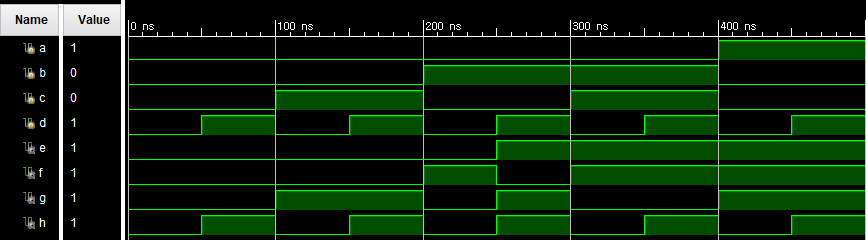 Name Value
0 ns 100 ns 200 ns 300 ns 400 ns
a 1
b 0
c 0
d 1
e 1
f 1
g 1
h 1